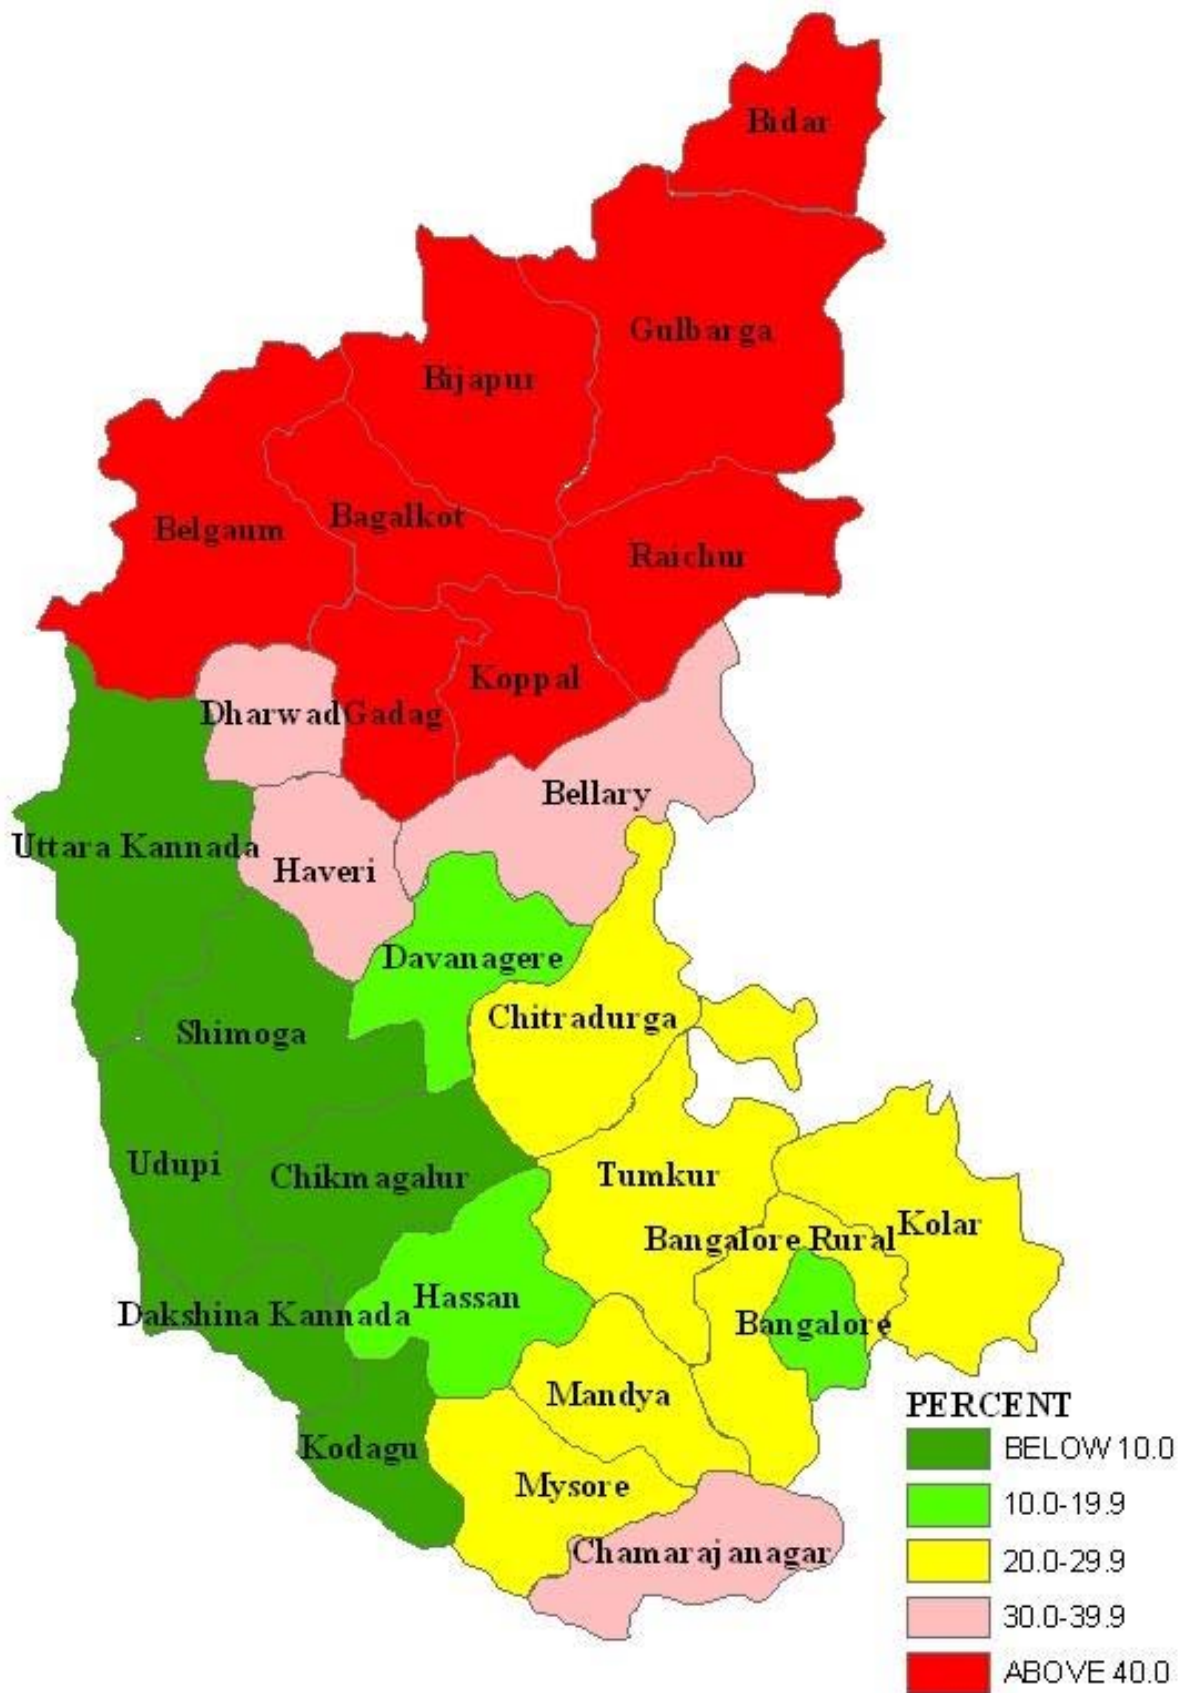 Bidar
Gulbarga
Bijapur
Bagalkot
Belgaum
Raichur
Koppal
Dharwad Gadag
Bellary
Uttara Kannada
Haveri
Davanagere
Chitradurga
Shimoga
Udupi
Chikmagalur
Tumkur
Kolar
Bangalore Rural
Hassan
Dakshina Kannada
Bangalore
Mandya
Kodagu
Mysore
Chamarajanagar
PERCENT
BELOW 10.0
10.0-19.9
20.0-29.9
30.0-39.9
ABOVE 40.0